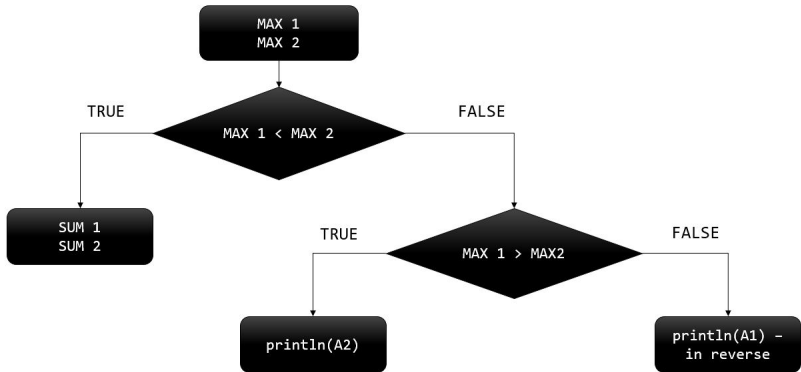 MAX 1
MAX 2
TRUE
MAX 1 < MAX 2
FALSE
SUM 1
SUM 2
TRUE
MAX 1 > MAX2
FALSE
println(A2)
println(A1) –
in reverse